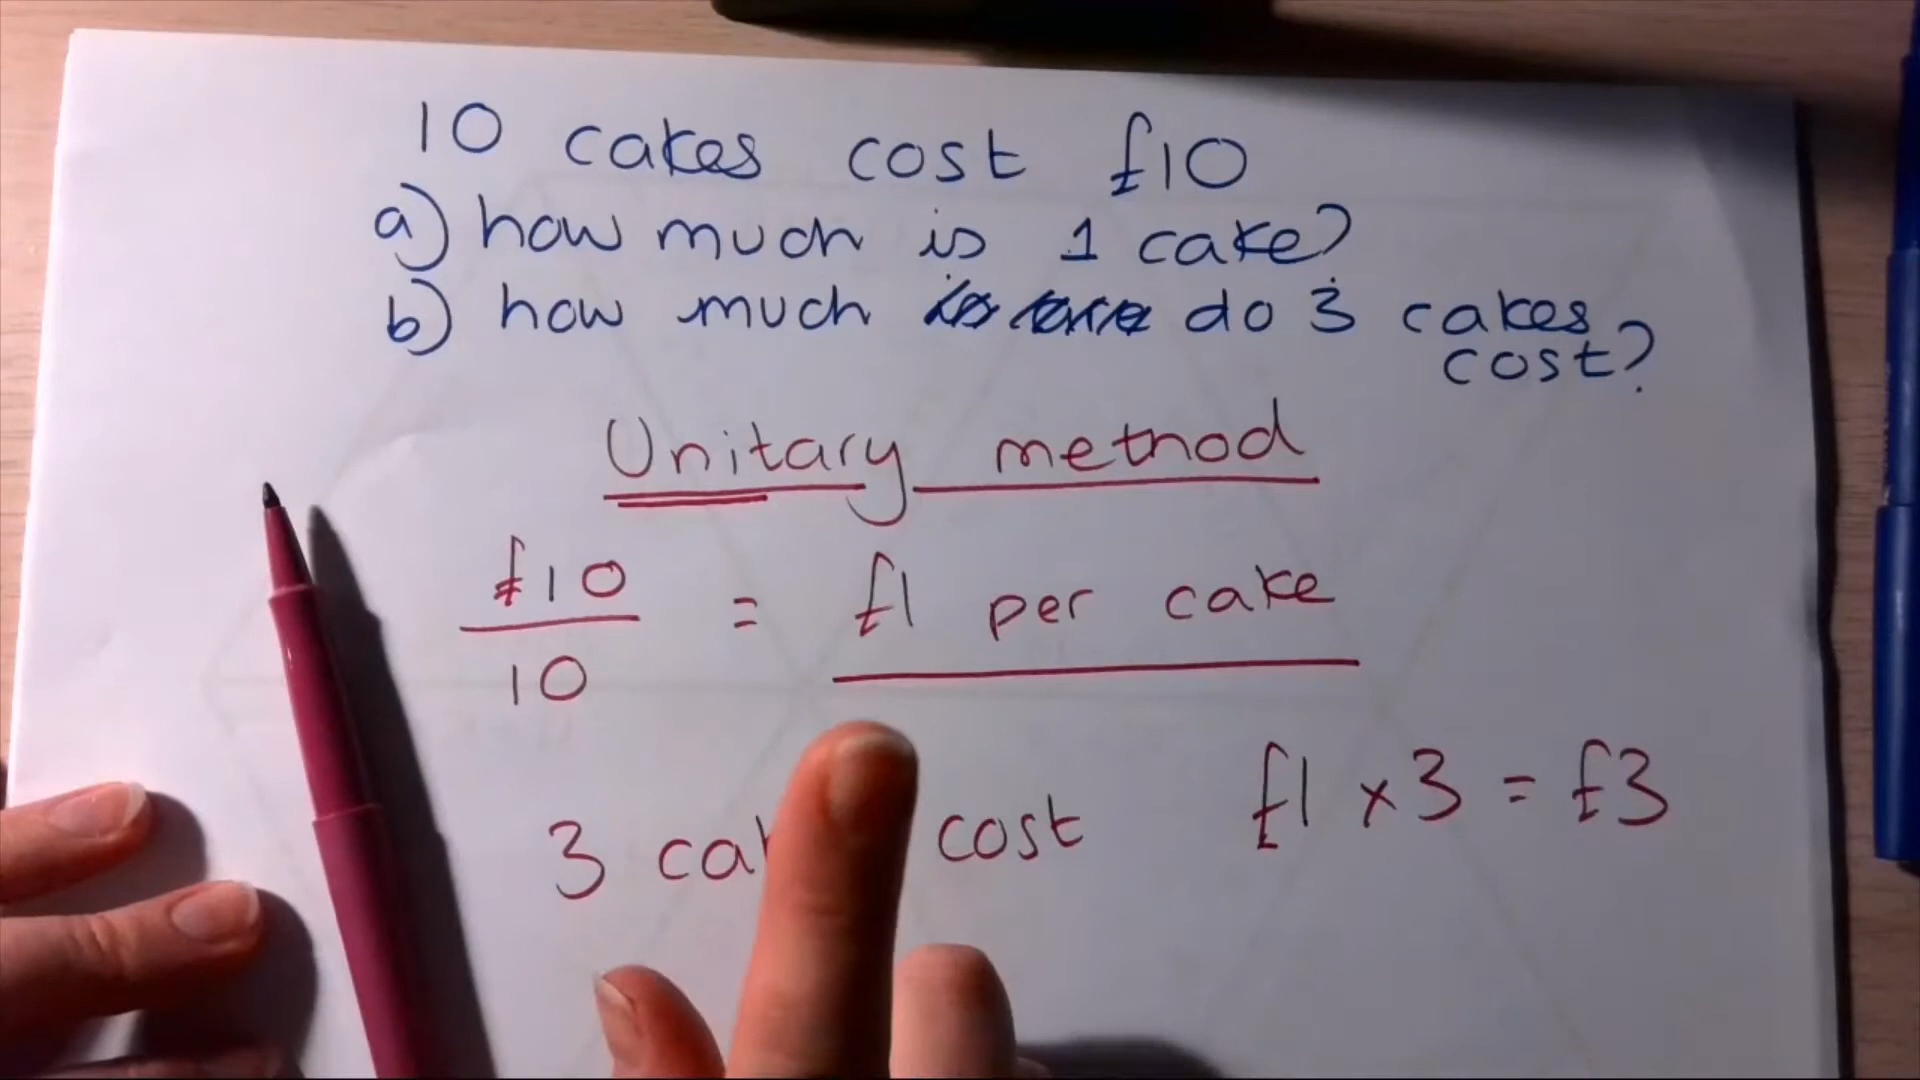 10 cakes cost £10
a) how much is 1 cake?
b) how much do 3 cakes
cost?
Unitary method
£10
10
= £1 per cake
3 cost £1 × 3 = £3